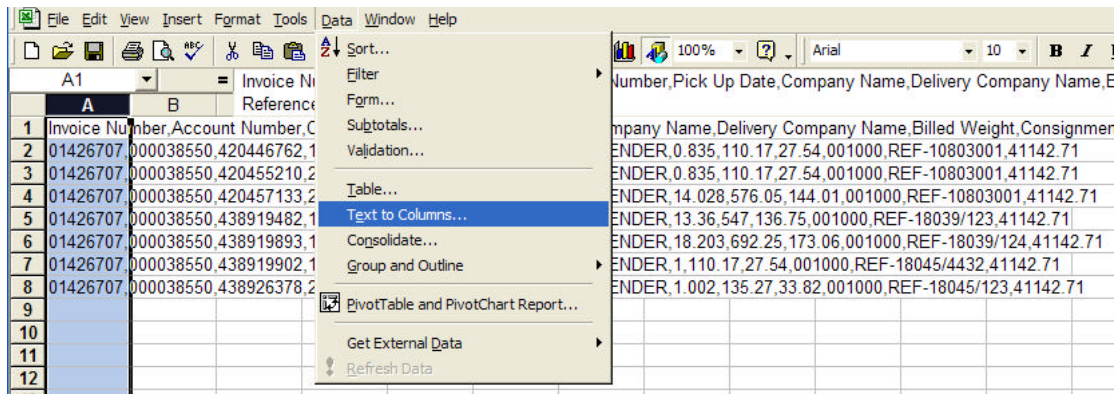 File Edit View Insert Format Tools Data Window Help
100% Arial 10 B I
A1 = Invoice Nu Number,Pick Up Date,Company Name,Delivery Company Name,E
Reference
A B
1 Invoice Number,Account Number,C mpany Name,Delivery Company Name,Billed Weight,Consignmen
2 01426707,000038550,420446762,1 ENDER,0.835,110.17,27.54,001000,REF-10803001,41142.71
3 01426707,000038550,420455210,2 ENDER,0.835,110.17,27.54,001000,REF-10803001,41142.71
4 01426707,000038550,420457133,2 ENDER,14.028,576.05,144.01,001000,REF-10803001,41142.71
5 01426707,000038550,438919482,1 ENDER,13.36,547,136.75,001000,REF-18039/123,41142.71
6 01426707,000038550,438919893,1 ENDER,18.203,692.25,173.06,001000,REF-18039/124,41142.71
7 01426707,000038550,438919902,1 ENDER,1,110.17,27.54,001000,REF-18045/4432,41142.71
8 01426707,000038550,438926378,2 ENDER,1.002,135.27,33.82,001000,REF-18045/123,41142.71
9
10
11
12
Sort...
Filter
Form...
Subtotals...
Validation...
Table...
Text to Columns...
Consolidate...
Group and Outline
PivotTable and PivotChart Report...
Get External Data
Refresh Data